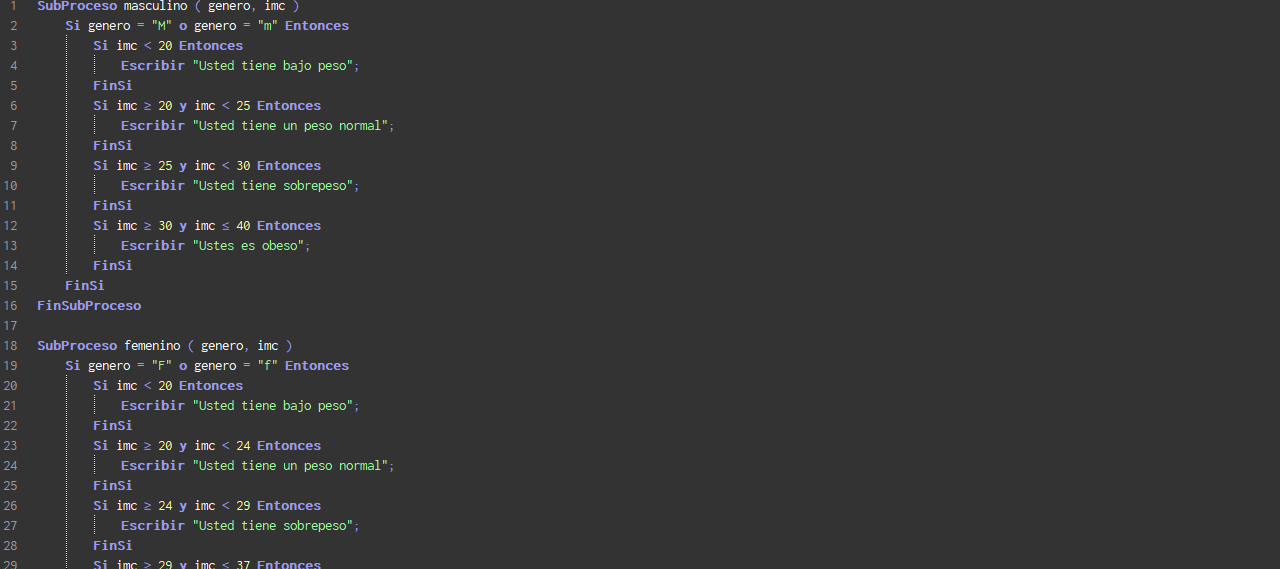 1 SubProceso masculino ( genero, imc )
2 Si genero = "M" o genero = "m" Entonces
3 Si imc < 20 Entonces
4 Escribir "Usted tiene bajo peso";
5 FinSi
6 Si imc ≥ 20 y imc < 25 Entonces
7 Escribir "Usted tiene un peso normal";
8 FinSi
9 Si imc ≥ 25 y imc < 30 Entonces
10 Escribir "Usted tiene sobrepeso";
11 FinSi
12 Si imc ≥ 30 y imc ≤ 40 Entonces
13 Escribir "Ustes es obeso";
14 FinSi
15 FinSi
16 FinSubProceso
17
18 SubProceso femenino ( genero, imc )
19 Si genero = "F" o genero = "f" Entonces
20 Si imc < 20 Entonces
21 Escribir "Usted tiene bajo peso";
22 FinSi
23 Si imc ≥ 20 y imc < 24 Entonces
24 Escribir "Usted tiene un peso normal";
25 FinSi
26 Si imc ≥ 24 y imc < 29 Entonces
27 Escribir "Usted tiene sobrepeso";
28 FinSi
29 Si imc ≥ 29 y imc < 37 Entonces